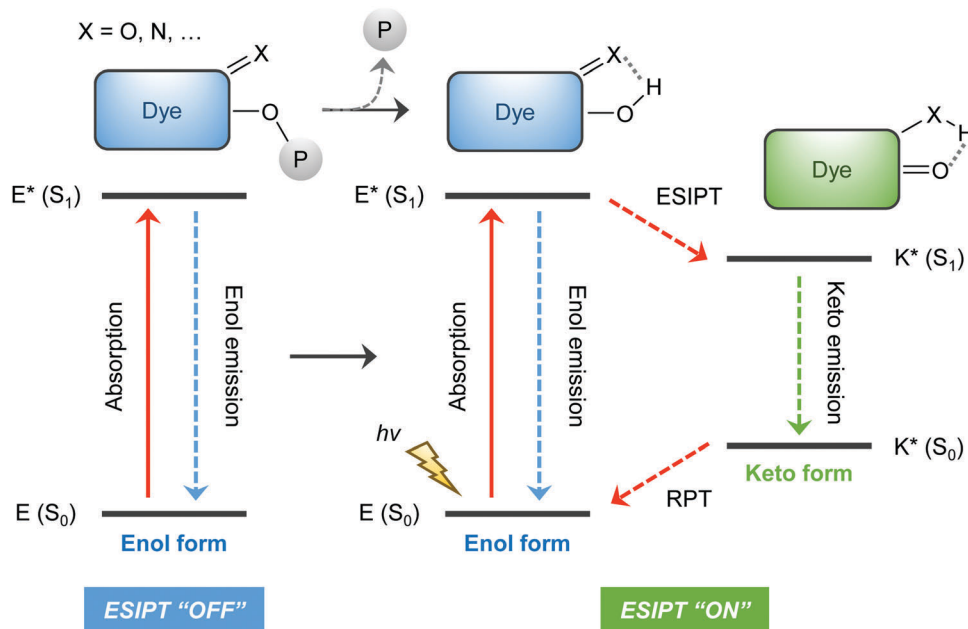 X = O, N, …
P
X
Dye
O
P
X
H
Dye
O
X
H
Dye
O
E* (S₁)
E* (S₁)
ESIPT
K* (S₁)
Absorption
Enol emission
Absorption
Enol emission
Keto emission
hν
K* (S₀)
Keto form
RPT
E (S₀)
E (S₀)
Enol form
Enol form
ESIPT “OFF”
ESIPT “ON”